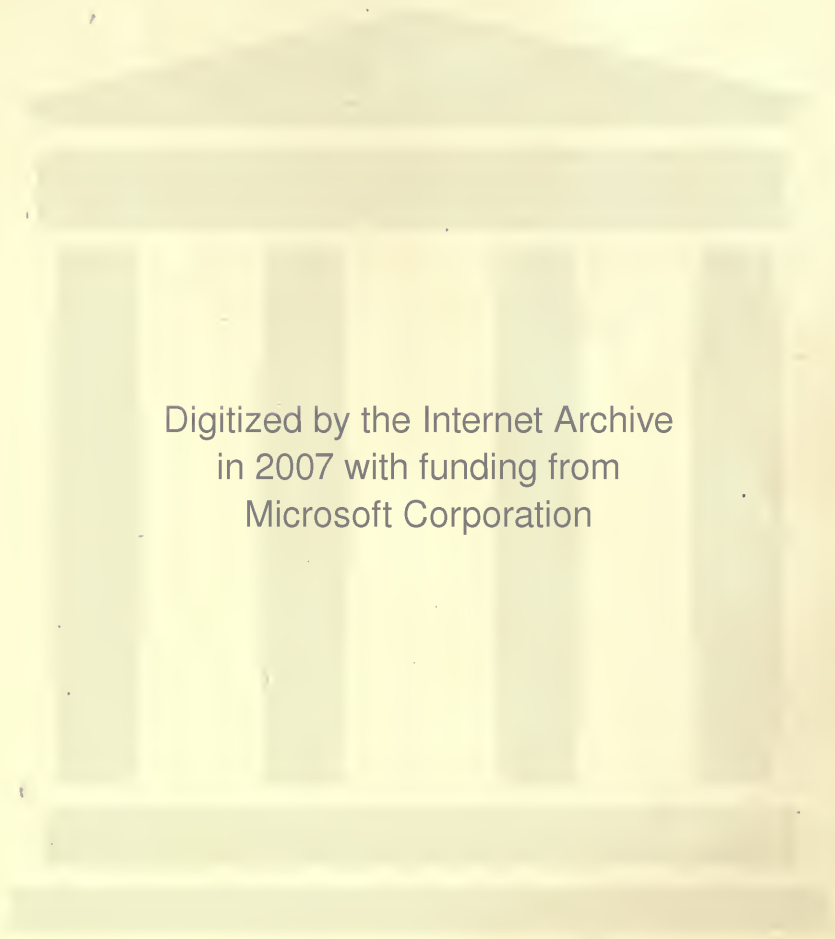 Digitized by the Internet Archive
in 2007 with funding from
Microsoft Corporation